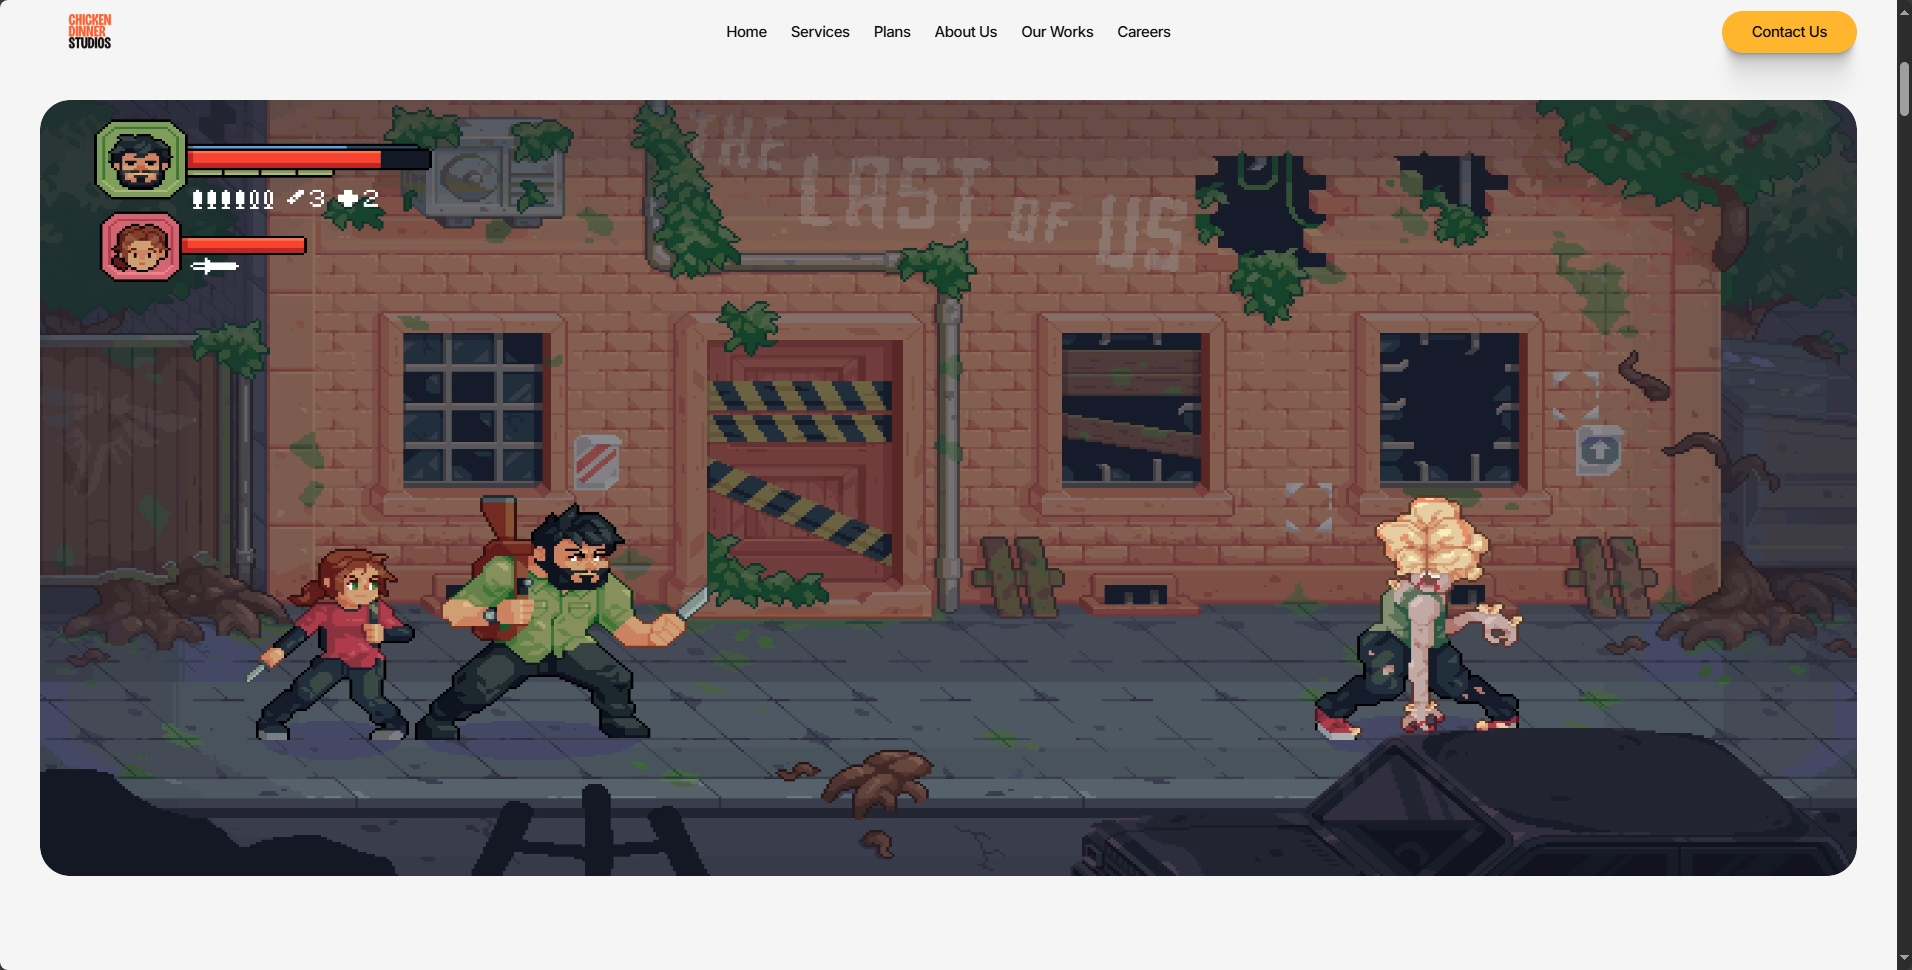 CHICKEN
DINNER
STUDIOS
Home Services Plans About Us Our Works Careers
Contact Us
3 2
THE
LAST
OF
US